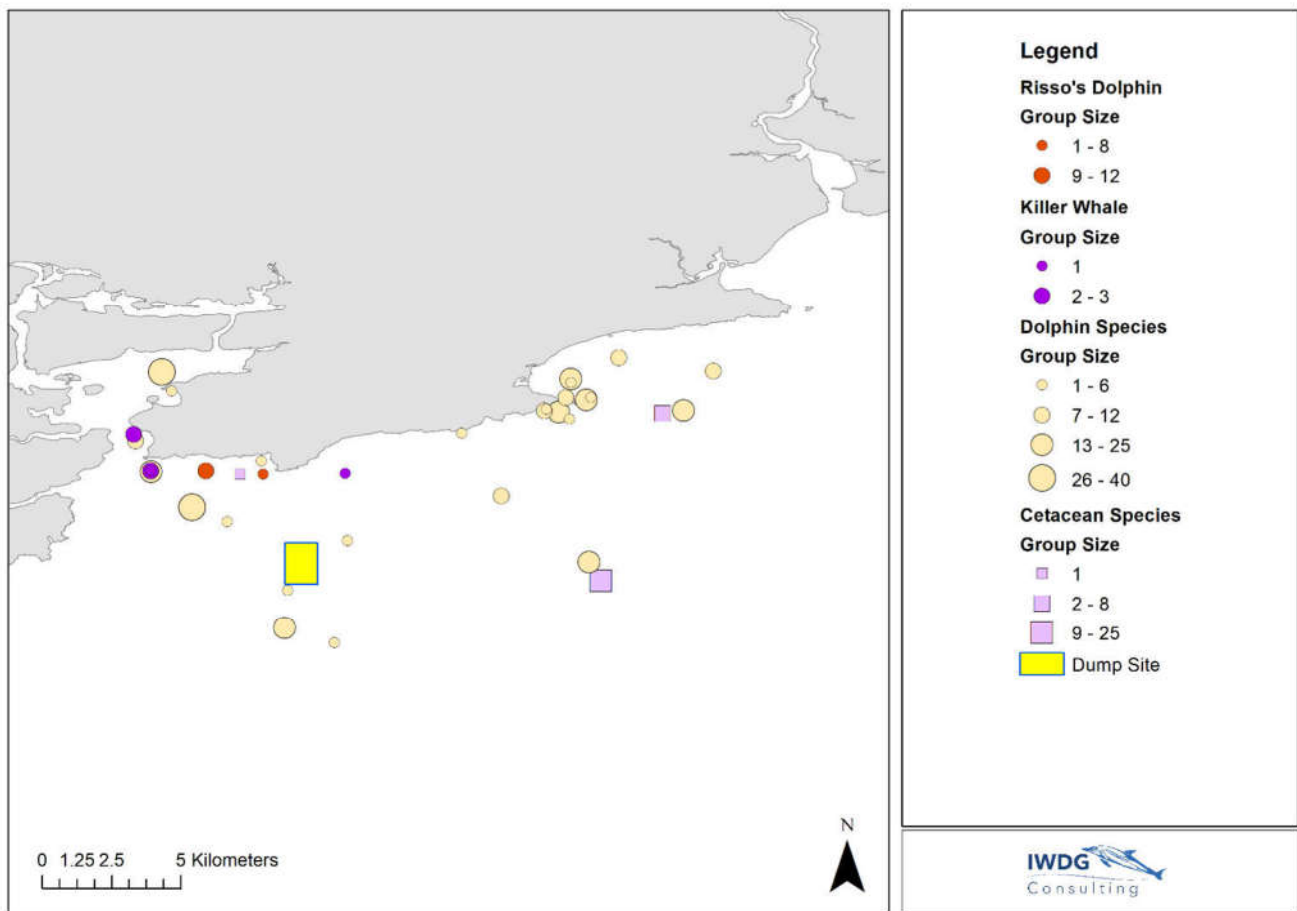 Legend
Risso's Dolphin
Group Size
1 - 8
9 - 12
Killer Whale
Group Size
1
2 - 3
Dolphin Species
Group Size
1 - 6
7 - 12
13 - 25
26 - 40
Cetacean Species
Group Size
1
2 - 8
9 - 25
Dump Site
N
0 1.25 2.5 5 Kilometers
IWDG
Consulting